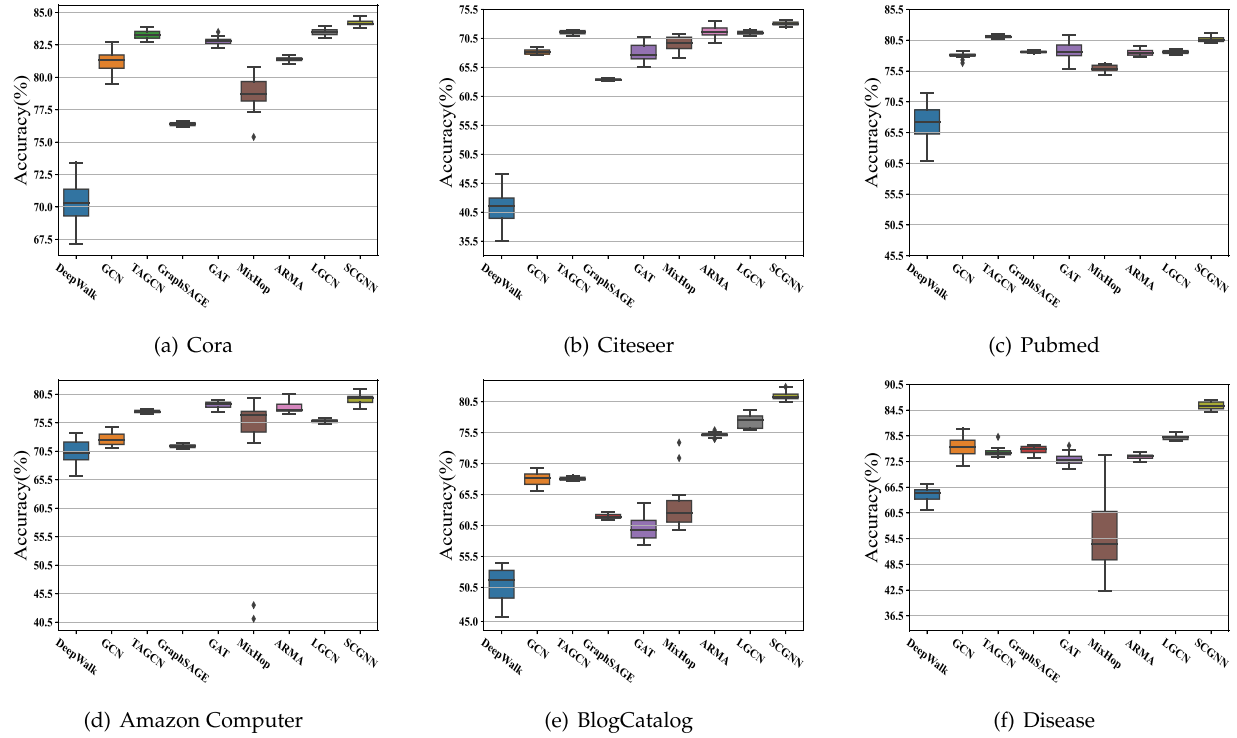 85.0
82.5
80.0
77.5
75.0
72.5
70.0
67.5
Accuracy(%)
DeepWalk
GCN
TAGCN
GraphSAGE
GAT
MixHop
ARMA
LGCN
SCGNN
(a) Cora
75.5
70.5
65.5
60.5
55.5
50.5
45.5
40.5
35.5
Accuracy(%)
DeepWalk
GCN
TAGCN
GraphSAGE
GAT
MixHop
ARMA
LGCN
SCGNN
(b) Citeseer
85.5
80.5
75.5
70.5
65.5
60.5
55.5
50.5
45.5
Accuracy(%)
DeepWalk
GCN
TAGCN
GraphSAGE
GAT
MixHop
ARMA
LGCN
SCGNN
(c) Pubmed
80.5
75.5
70.5
65.5
60.5
55.5
50.5
45.5
40.5
Accuracy(%)
DeepWalk
GCN
TAGCN
GraphSAGE
GAT
MixHop
ARMA
LGCN
SCGNN
(d) Amazon Computer
80.5
75.5
70.5
65.5
60.5
55.5
50.5
45.0
Accuracy(%)
DeepWalk
GCN
TAGCN
GraphSAGE
GAT
MixHop
ARMA
LGCN
SCGNN
(e) BlogCatalog
90.5
84.5
78.5
72.5
66.5
60.5
54.5
48.5
42.5
36.5
Accuracy(%)
DeepWalk
GCN
TAGCN
GraphSAGE
GAT
MixHop
ARMA
LGCN
SCGNN
(f) Disease